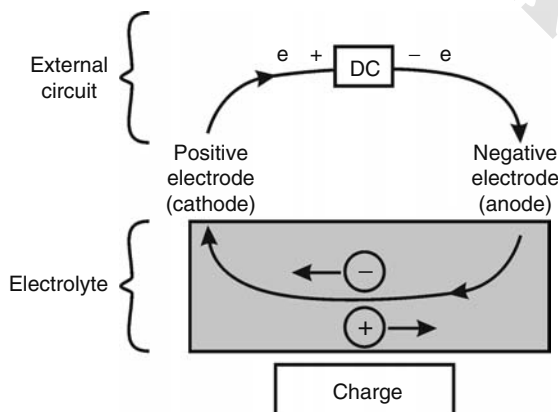 External
circuit
e + DC − e
Positive
electrode
(cathode)
Negative
electrode
(anode)
Electrolyte
−
+
Charge